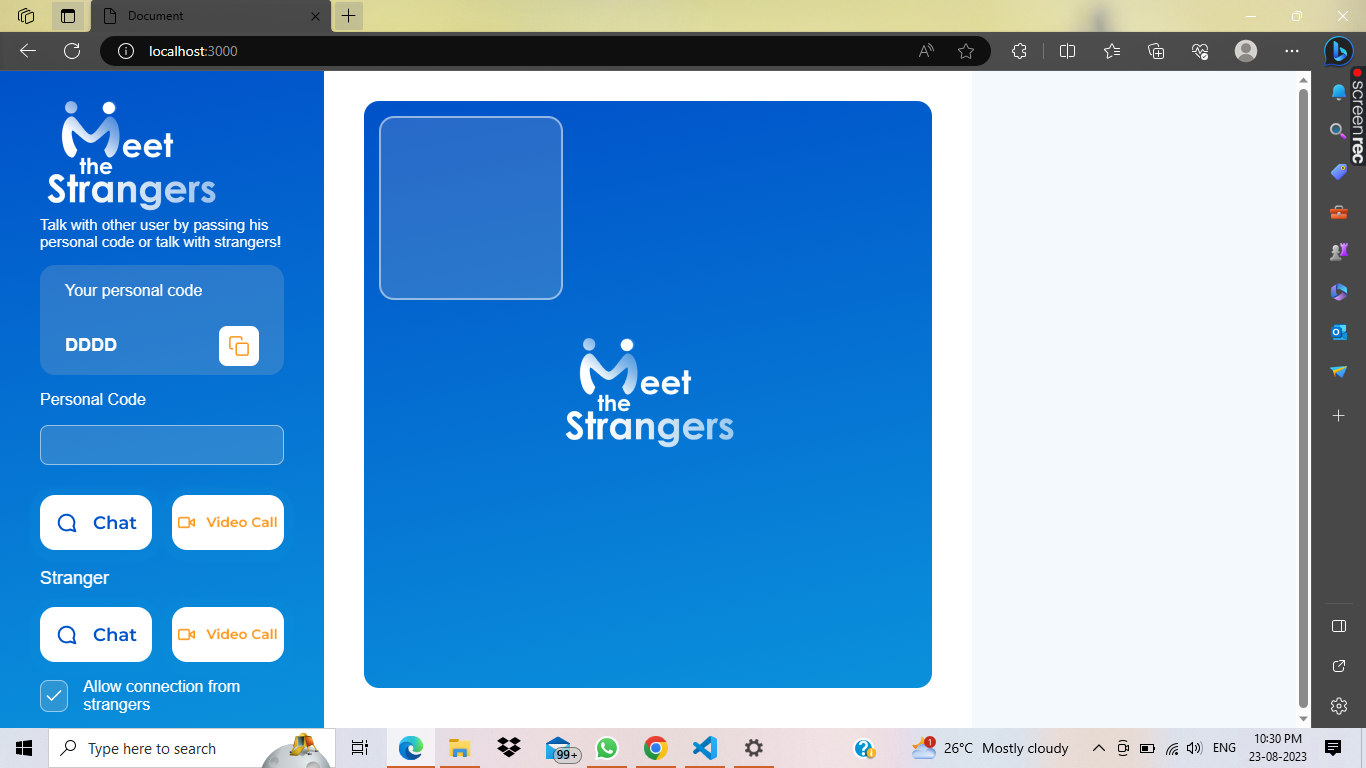 Document
localhost:3000
screenrec
Meet
the
Strangers
Talk with other user by passing his
personal code or talk with strangers!
Your personal code
DDDD
Personal Code
Chat
Video Call
Stranger
Chat
Video Call
Allow connection from
strangers
Meet
the
Strangers
Type here to search
99+
1
26°C Mostly cloudy
ENG
10:30 PM
23-08-2023